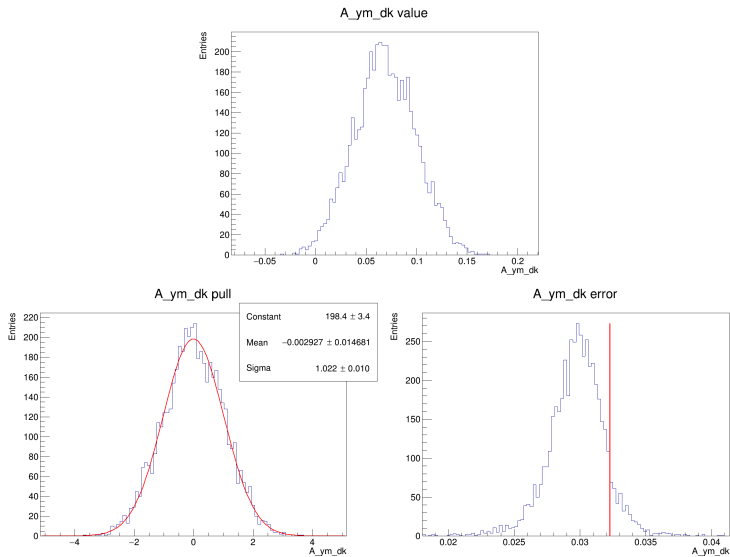 A_ym_dk value
Entries
200
180
160
140
120
100
80
60
40
20
0
−0.05 0 0.05 0.1 0.15 0.2
A_ym_dk
A_ym_dk pull
Entries
220
200
180
160
140
120
100
80
60
40
20
0
−4 −2 0 2 4
A_ym_dk
Constant 198.4 ± 3.4
Mean −0.002927 ± 0.014681
Sigma 1.022 ± 0.010
A_ym_dk error
Entries
250
200
150
100
50
0
0.02 0.025 0.03 0.035 0.04
A_ym_dk